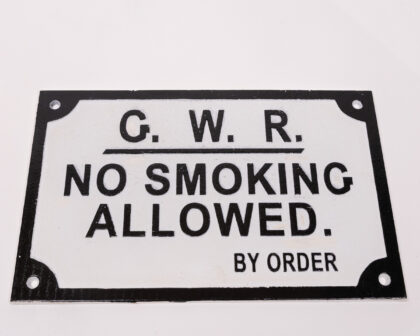 G. W. R.
NO SMOKING
ALLOWED.
BY ORDER